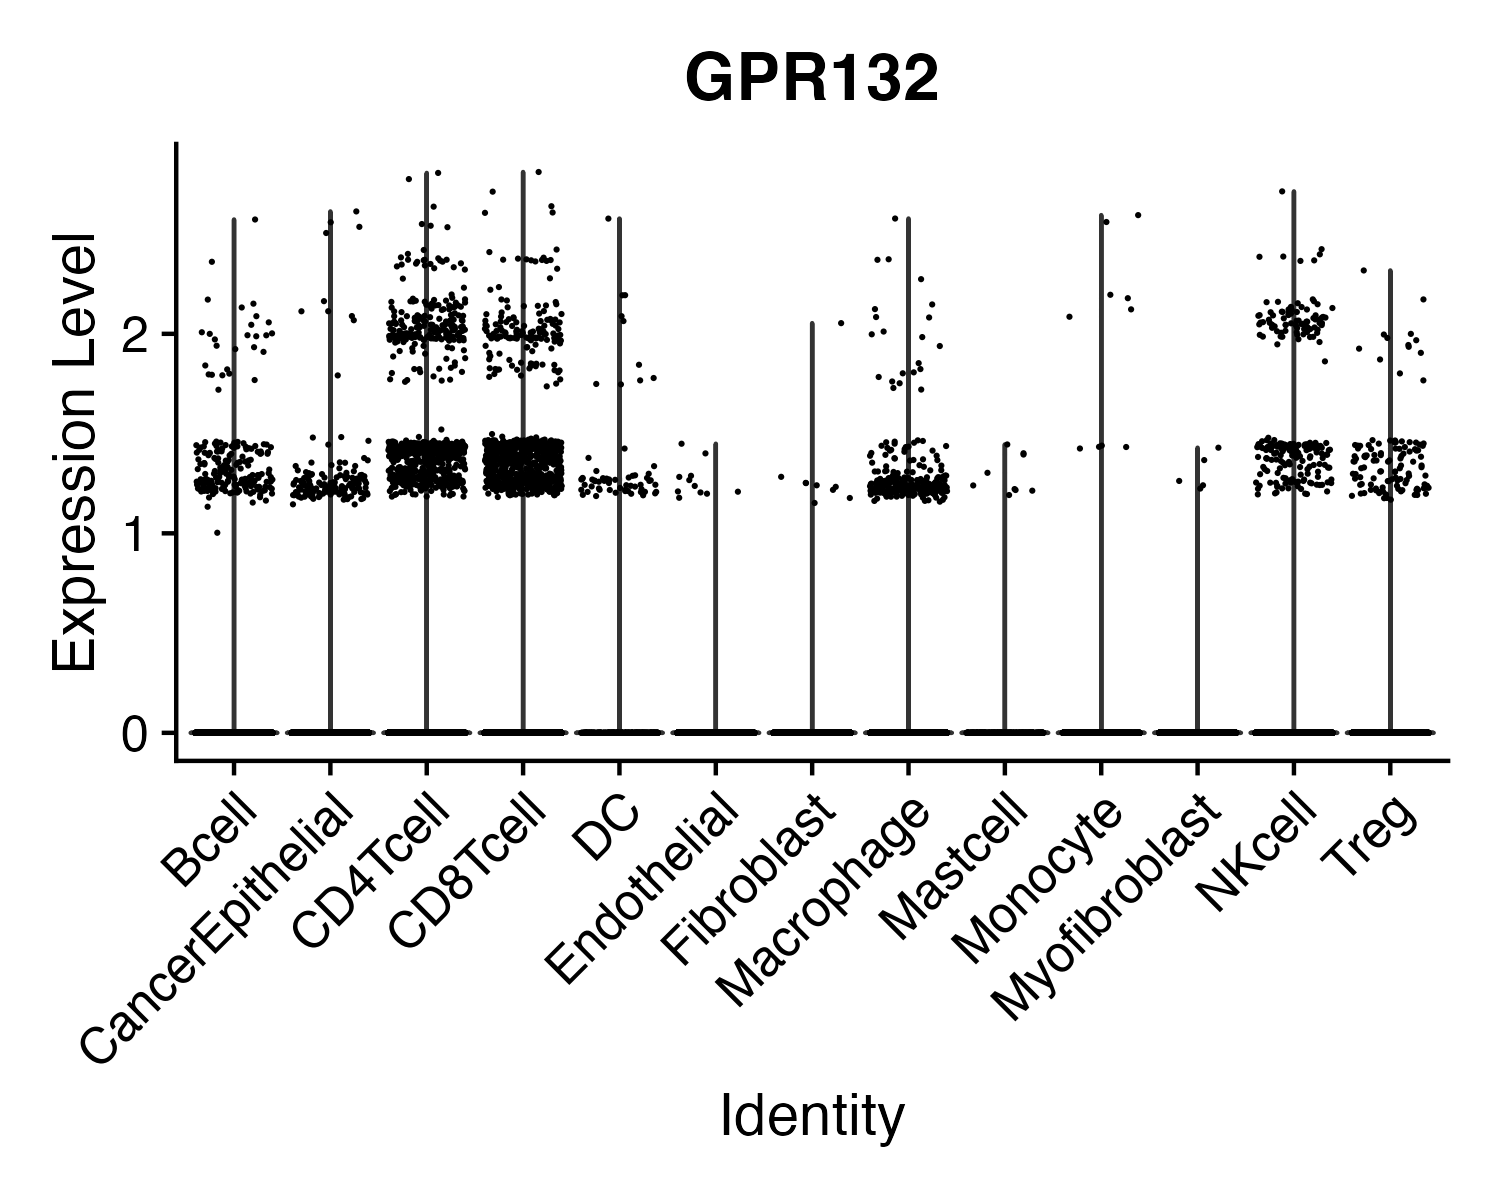 GPR132
Expression Level
2
1
0
Bcell
CancerEpithelial
CD4Tcell
CD8Tcell
DC
Endothelial
Fibroblast
Macrophage
Mastcell
Monocyte
Myofibroblast
NKcell
Treg
Identity